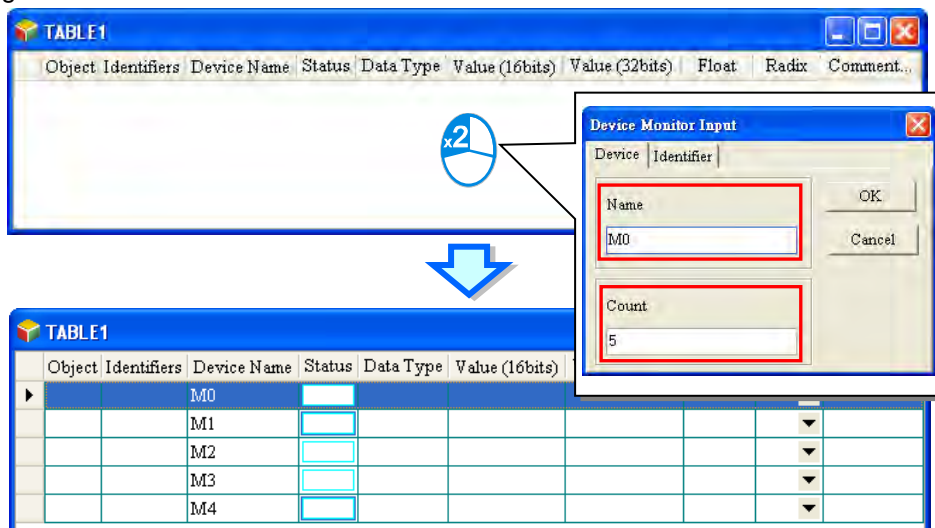 TABLE1
Object Identifiers Device Name Status Data Type Value (16bits) Value (32bits) Float Radix Comment...
x2
Device Monitor Input
Device Identifier
Name
M0
OK
Cancel
Count
5
TABLE1
Object Identifiers Device Name Status Data Type Value (16bits)
M0
M1
M2
M3
M4